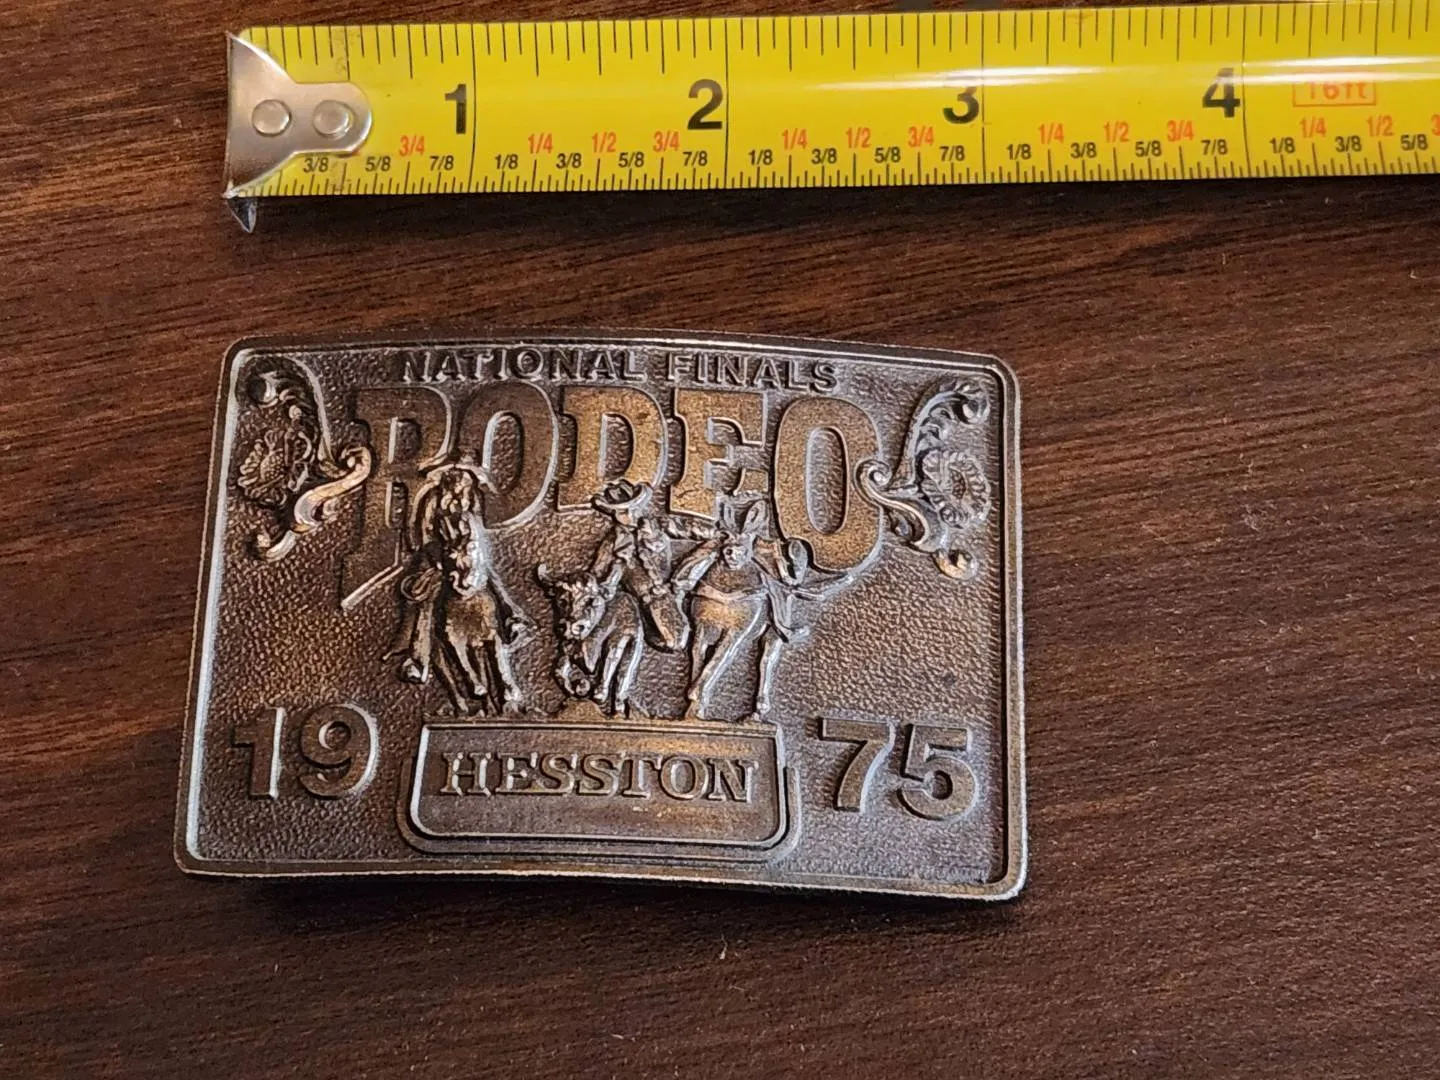 1 2 3 4 16ft
3/8 5/8 3/4 7/8 1/8 1/4 3/8 1/2 5/8 3/4 7/8 1/8 1/4 3/8 1/2 5/8 3/4 7/8 1/8 1/4 3/8 1/2 5/8 3/4 7/8 1/8 1/4 3/8 1/2 5/8
NATIONAL FINALS
RODEO
19 75
HESSTON